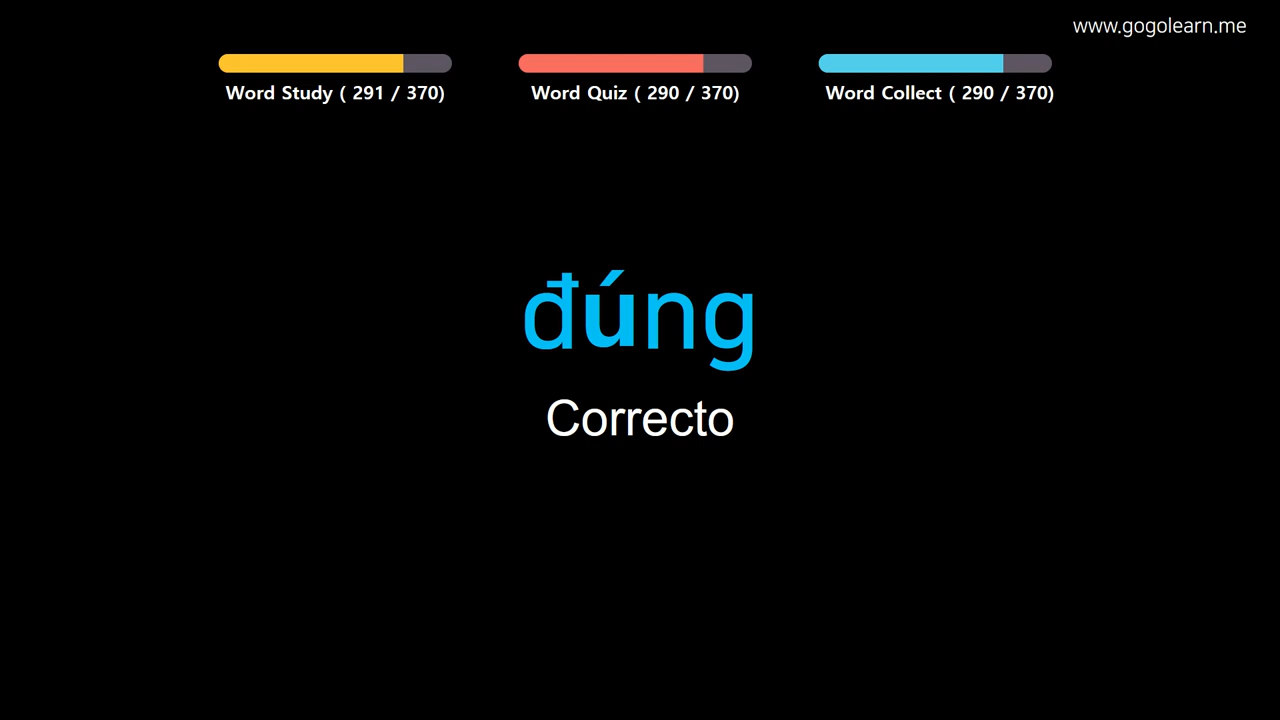 www.gogolearn.me
Word Study ( 291 / 370)
Word Quiz ( 290 / 370)
Word Collect ( 290 / 370)
đúng
Correcto